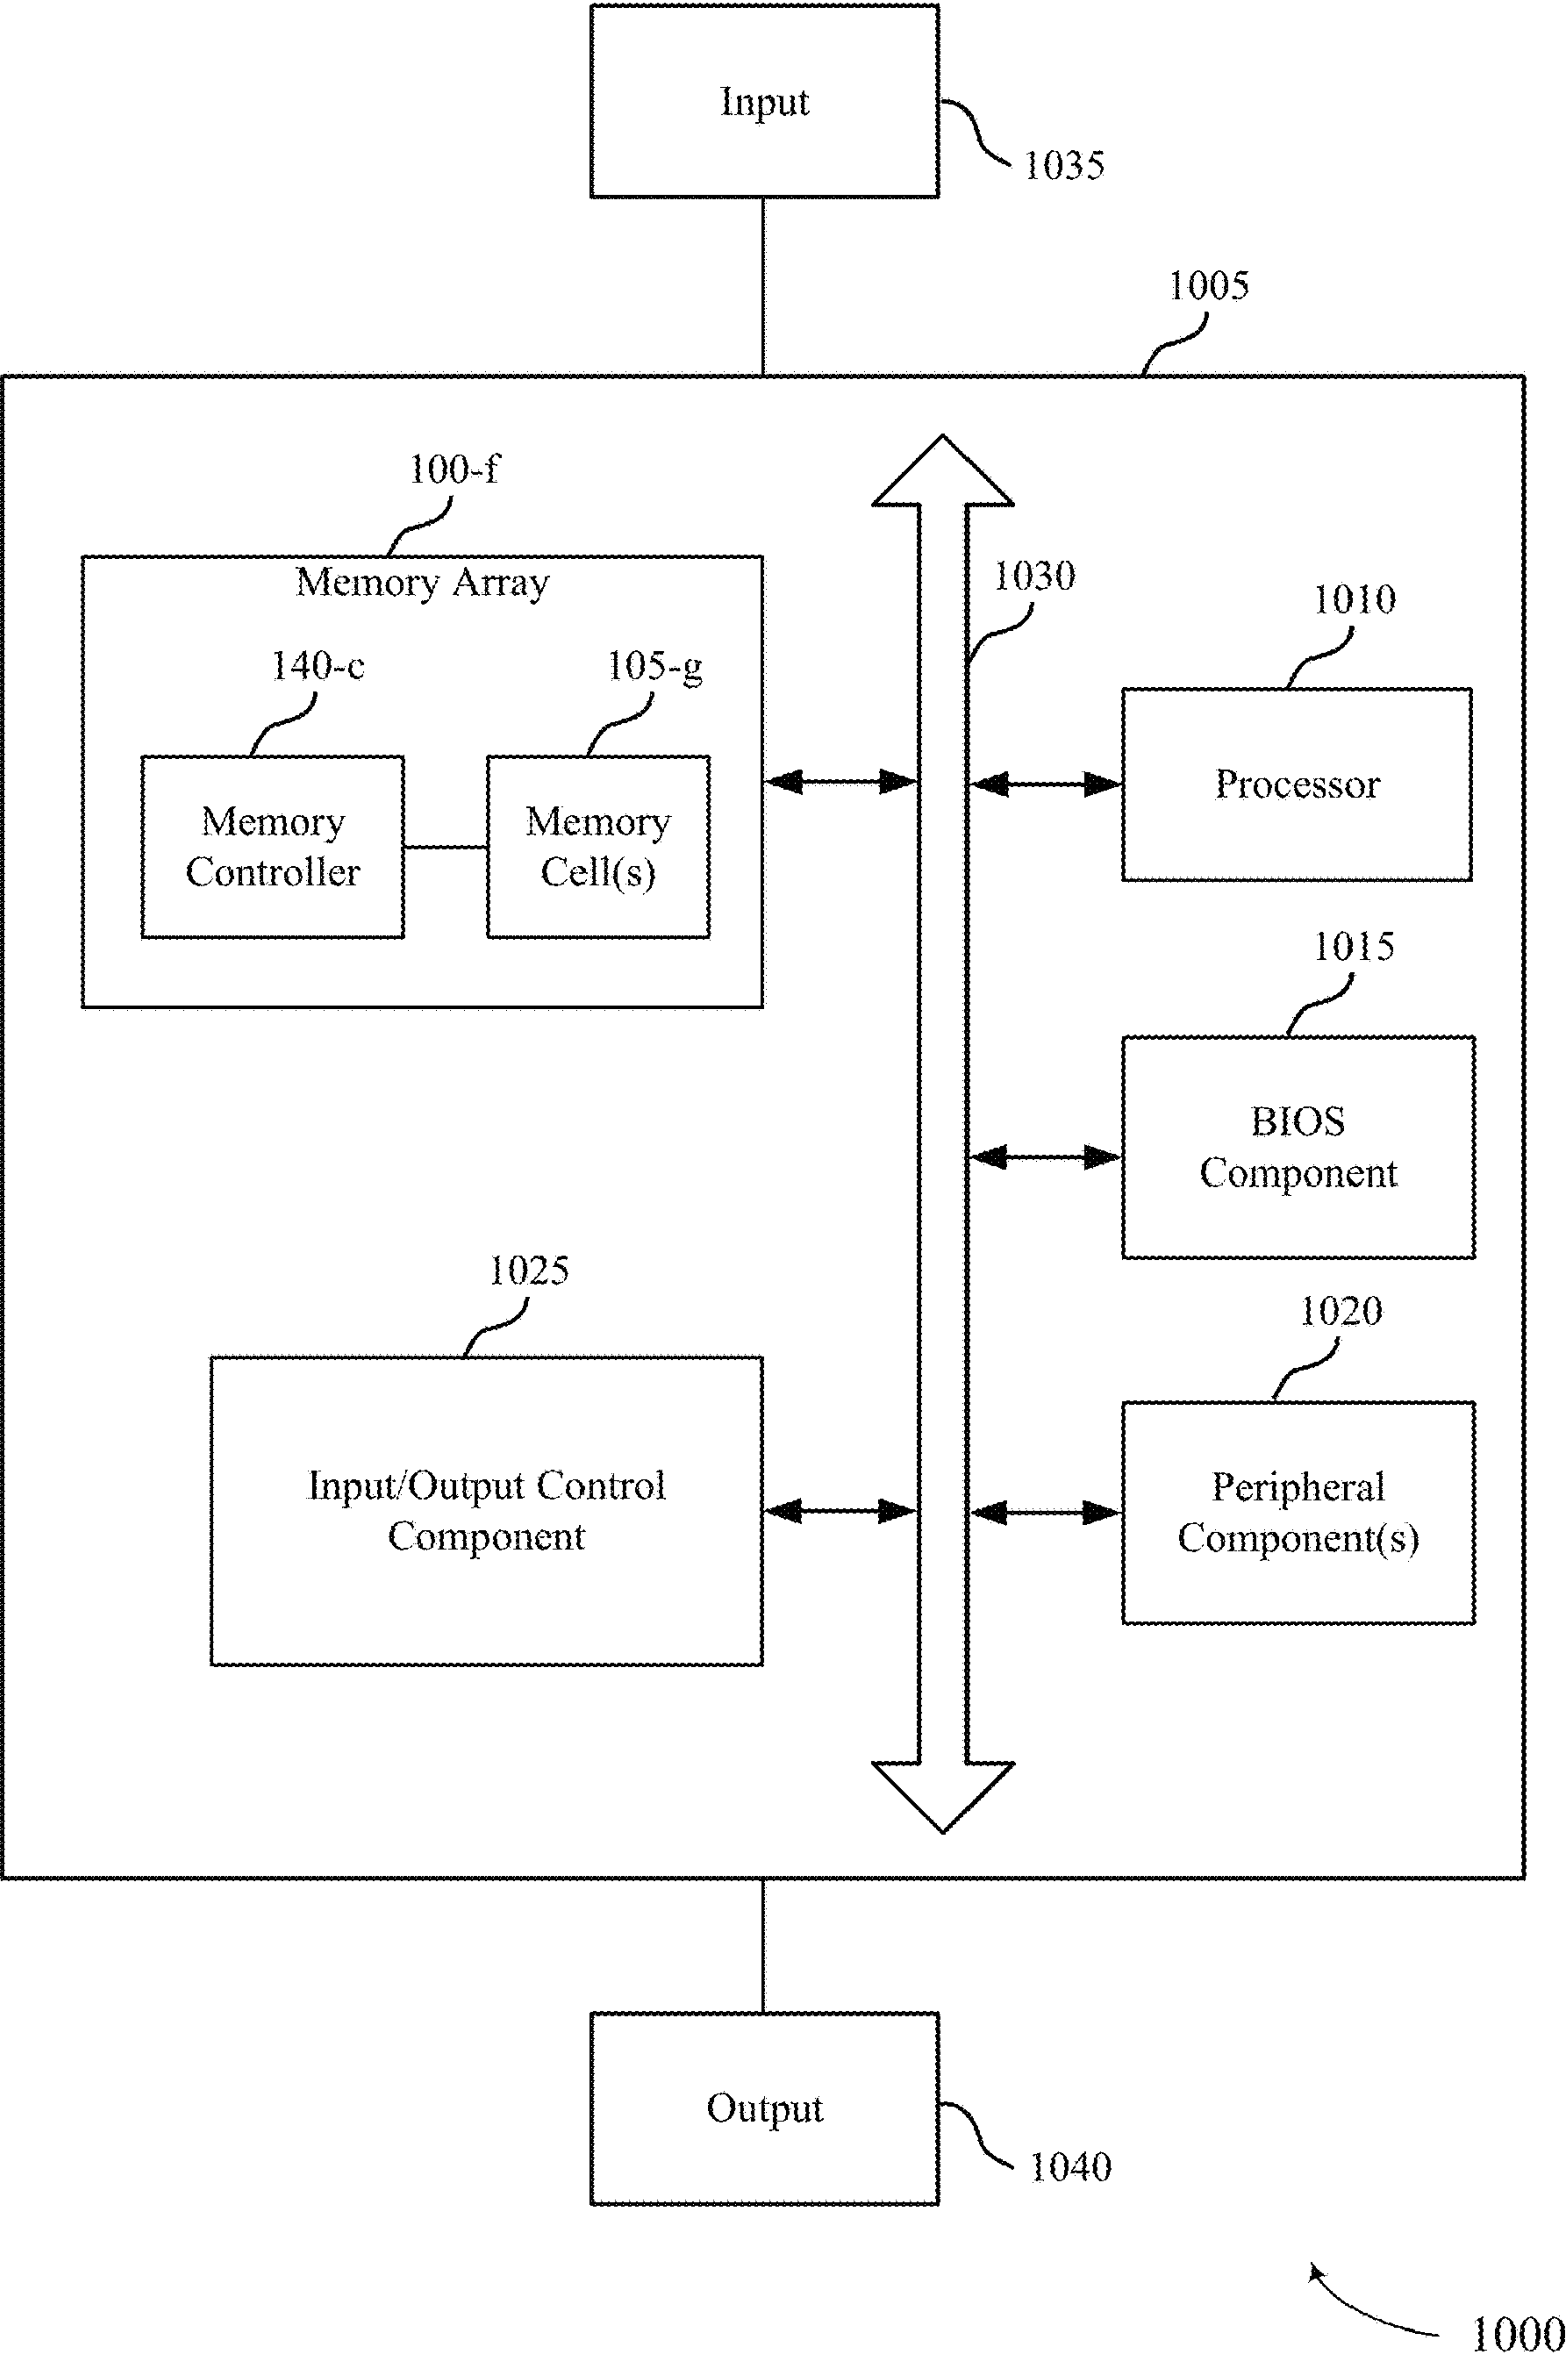 Input
1035
1005
100-f
Memory Array
1030
1010
140-c
105-g
Processor
Memory
Controller
Memory
Cell(s)
1015
BIOS
Component
1025
1020
Input/Output Control
Component
Peripheral
Component(s)
Output
1040
1000